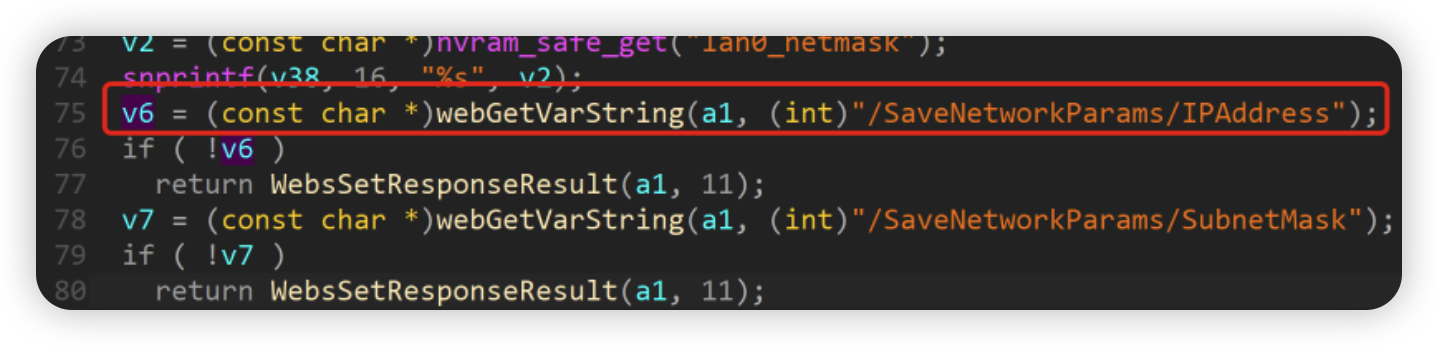 73 v2 = (const char *)nvram_safe_get("lan0_netmask");
74 snprintf(v38, 16, "%s", v2);
75 v6 = (const char *)webGetVarString(a1, (int)"/SaveNetworkParams/IPAddress");
76 if ( !v6 )
77 return WebsSetResponseResult(a1, 11);
78 v7 = (const char *)webGetVarString(a1, (int)"/SaveNetworkParams/SubnetMask");
79 if ( !v7 )
80 return WebsSetResponseResult(a1, 11);